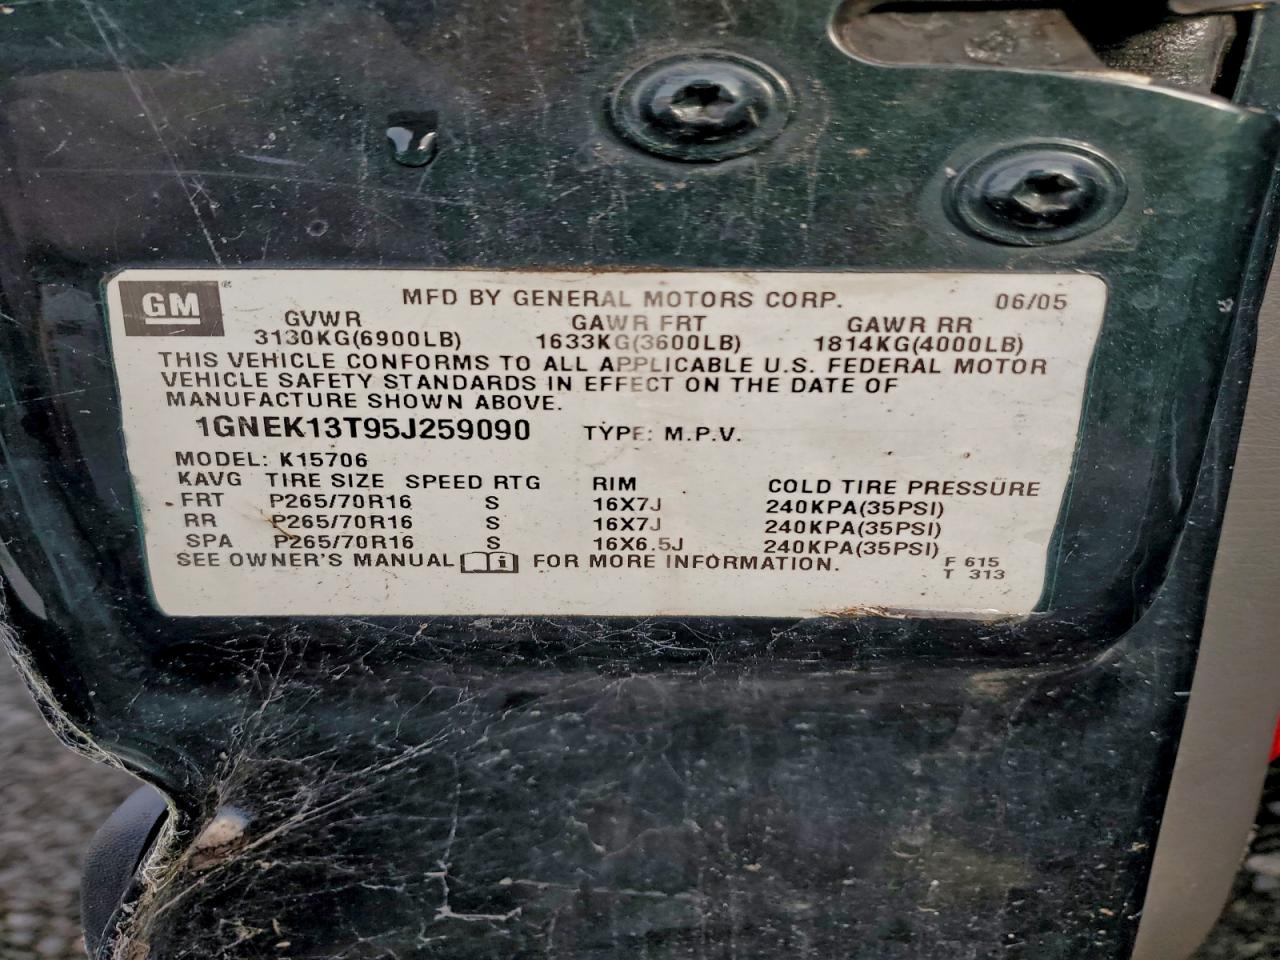 GM®
MFD BY GENERAL MOTORS CORP. 06/05
GVWR GAWR FRT GAWR RR
3130KG(6900LB) 1633KG(3600LB) 1814KG(4000LB)
THIS VEHICLE CONFORMS TO ALL APPLICABLE U.S. FEDERAL MOTOR
VEHICLE SAFETY STANDARDS IN EFFECT ON THE DATE OF
MANUFACTURE SHOWN ABOVE.
1GNEK13T95J259090 TYPE: M.P.V.
MODEL: K15706
KAVG TIRE SIZE SPEED RTG RIM COLD TIRE PRESSURE
FRT P265/70R16 S 16X7J 240KPA(35PSI)
RR P265/70R16 S 16X7J 240KPA(35PSI)
SPA P265/70R16 S 16X6.5J 240KPA(35PSI)
SEE OWNER'S MANUAL i FOR MORE INFORMATION. F 615
T 313